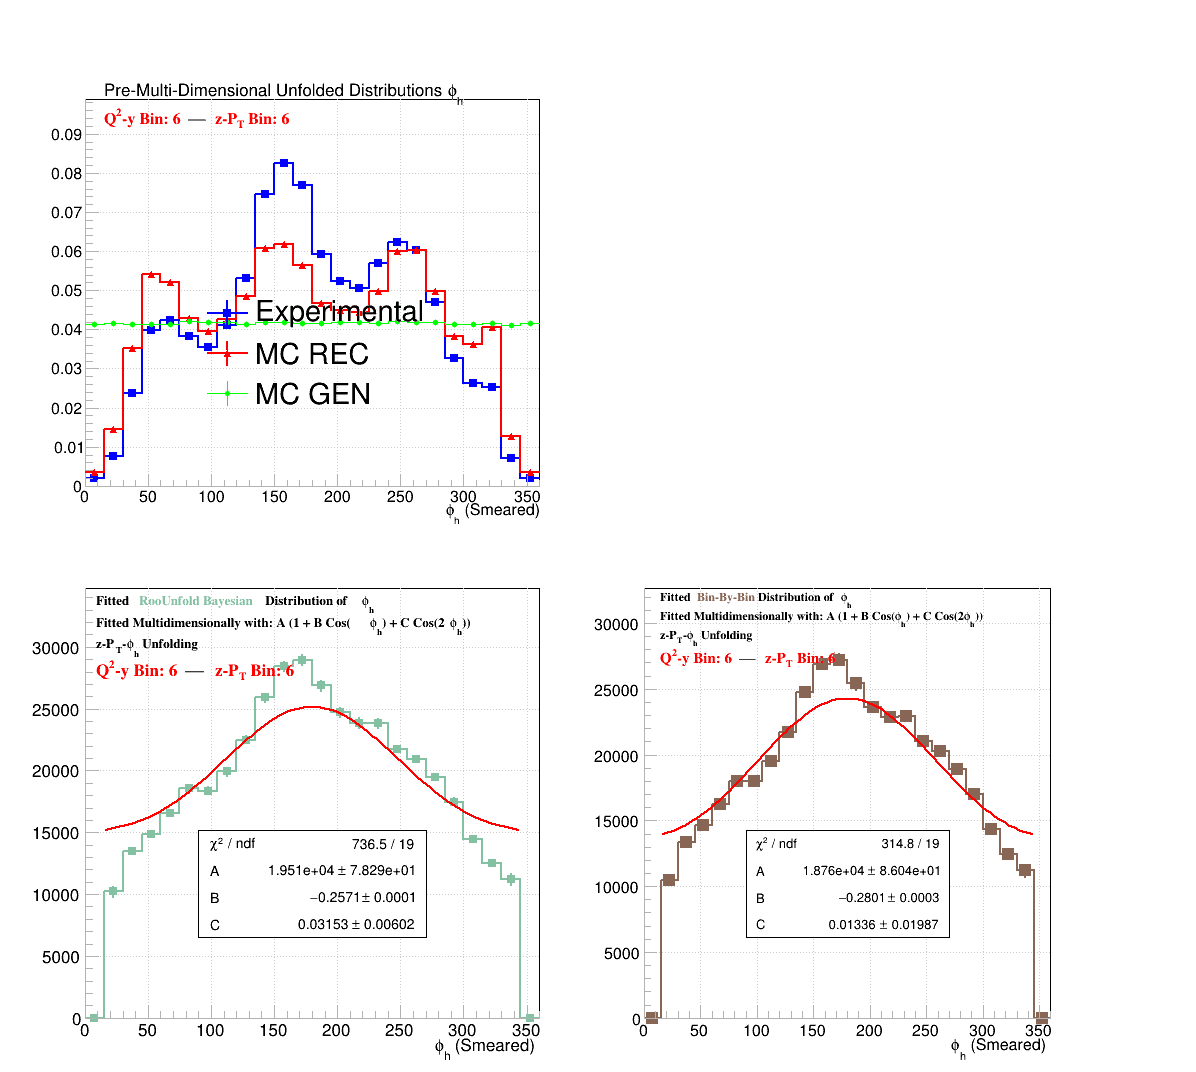 Pre-Multi-Dimensional Unfolded Distributions ϕh
Q2-y Bin: 6 — z-PT Bin: 6
0.09
0.08
0.07
0.06
0.05
0.04
0.03
0.02
0.01
0
Experimental
MC REC
MC GEN
0 50 100 150 200 250 300 350
ϕh (Smeared)
Fitted RooUnfold Bayesian Distribution of ϕh
Fitted Multidimensionally with: A (1 + B Cos( ϕh) + C Cos(2 ϕh))
z-PT-ϕh Unfolding
Q2-y Bin: 6 — z-PT Bin: 6
30000
25000
20000
15000
10000
5000
0
χ2 / ndf 736.5 / 19
A 1.951e+04 ± 7.829e+01
B −0.2571 ± 0.0001
C 0.03153 ± 0.00602
0 50 100 150 200 250 300 350
ϕh (Smeared)
Fitted Bin-By-Bin Distribution of ϕh
Fitted Multidimensionally with: A (1 + B Cos(ϕh) + C Cos(2ϕh))
z-PT-ϕh Unfolding
Q2-y Bin: 6 — z-PT Bin: 6
30000
25000
20000
15000
10000
5000
0
χ2 / ndf 314.8 / 19
A 1.876e+04 ± 8.604e+01
B −0.2801 ± 0.0003
C 0.01336 ± 0.01987
0 50 100 150 200 250 300 350
ϕh (Smeared)